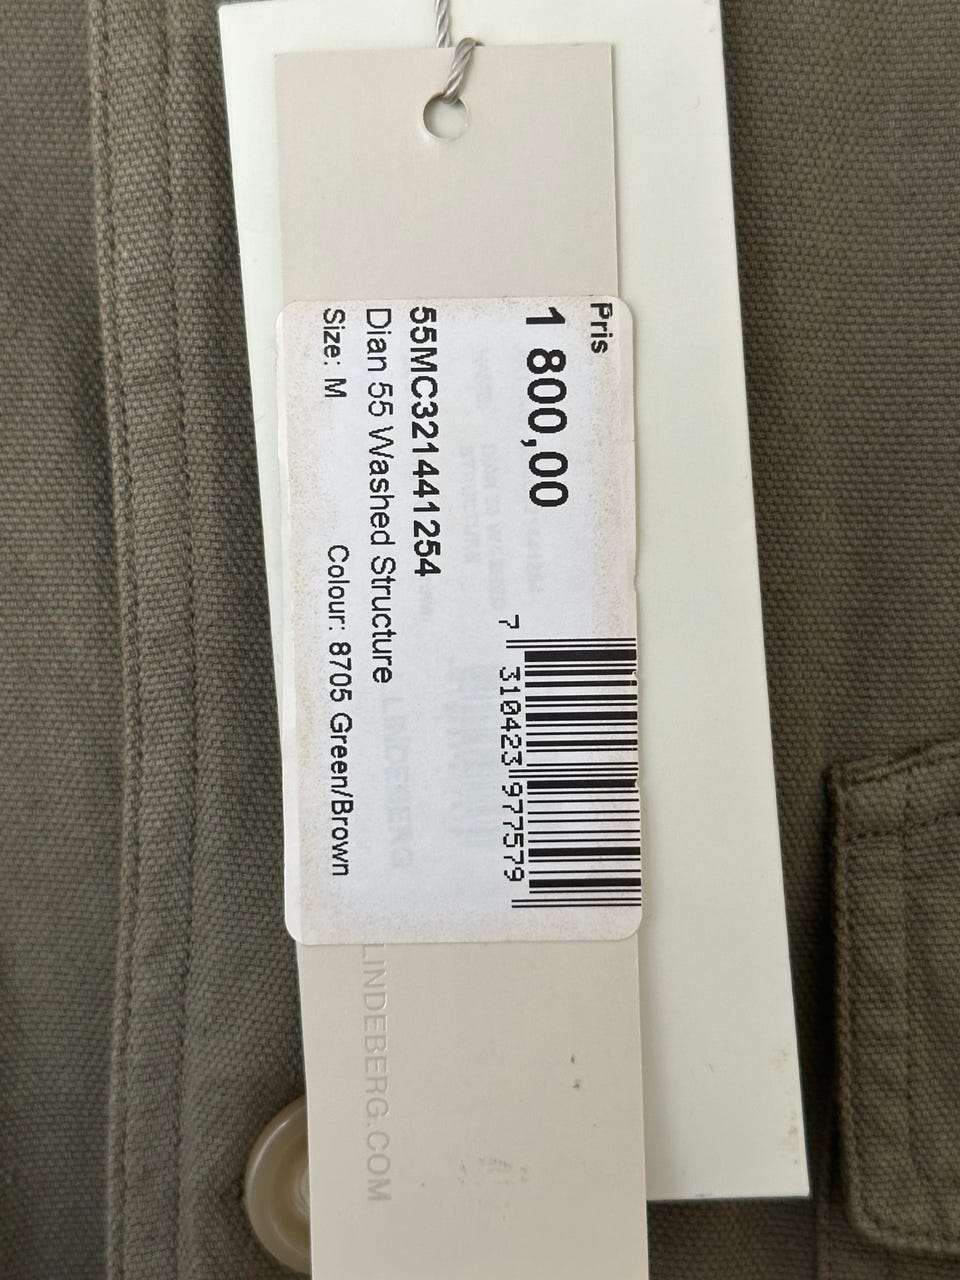 Pris
1 800,00
7 310423 977579
55MC321441254
Dian 55 Washed Structure
Size: M Colour: 8705 Green/Brown
LINDEBERG.COM